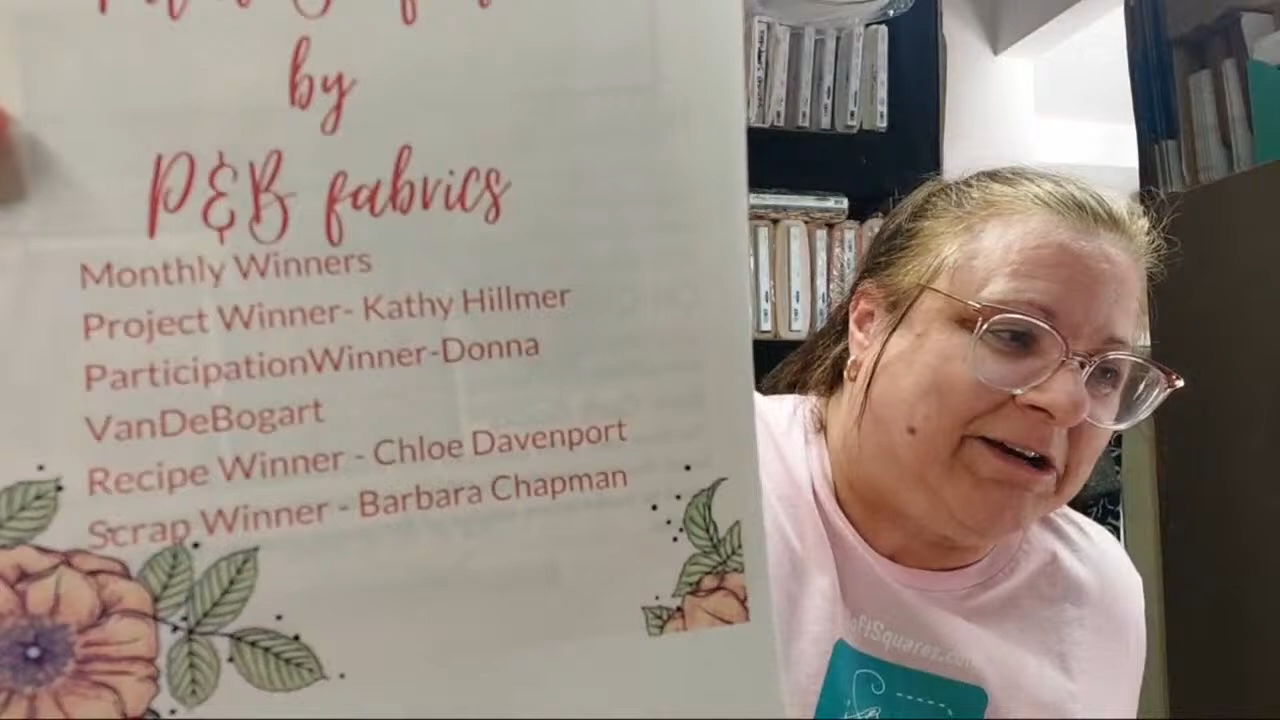 by
P&B fabrics
Monthly Winners
Project Winner- Kathy Hillmer
ParticipationWinner-Donna
VanDeBogart
Recipe Winner - Chloe Davenport
Scrap Winner - Barbara Chapman